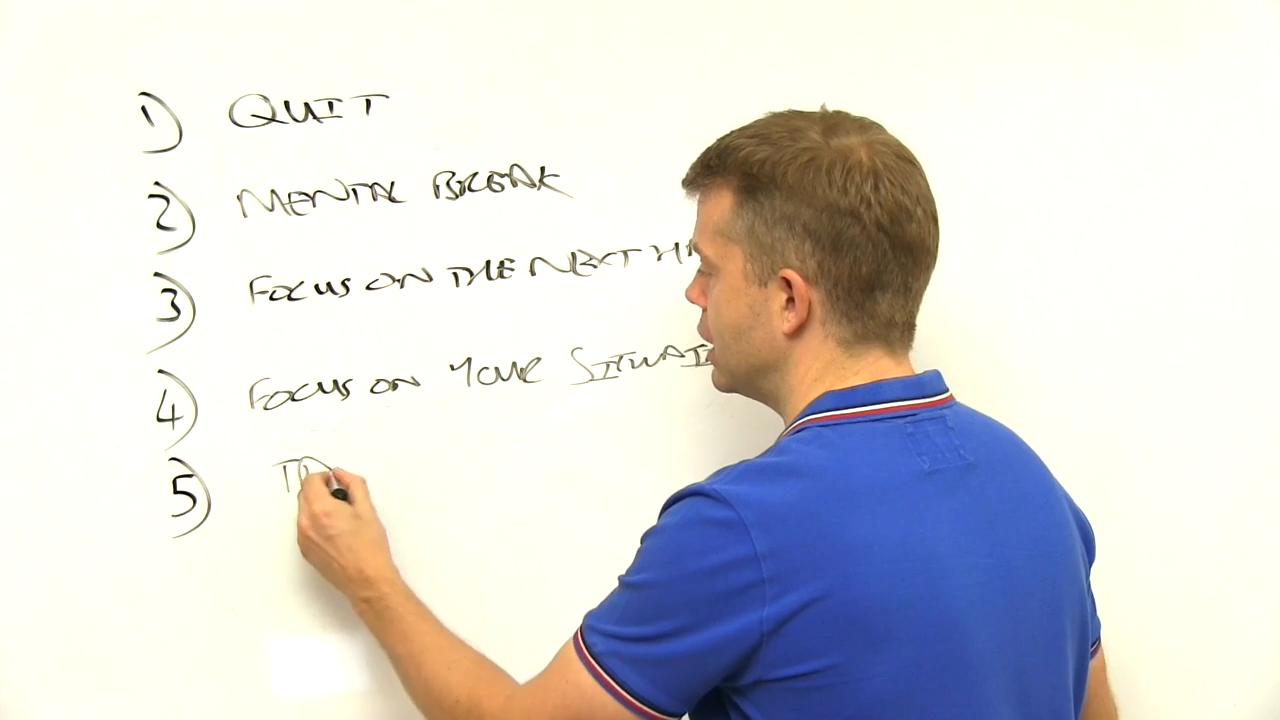 1) QUIT
2) MENTAL BREAK
3) FOCUS ON THE NEXT
4) FOCUS ON YOUR
5)